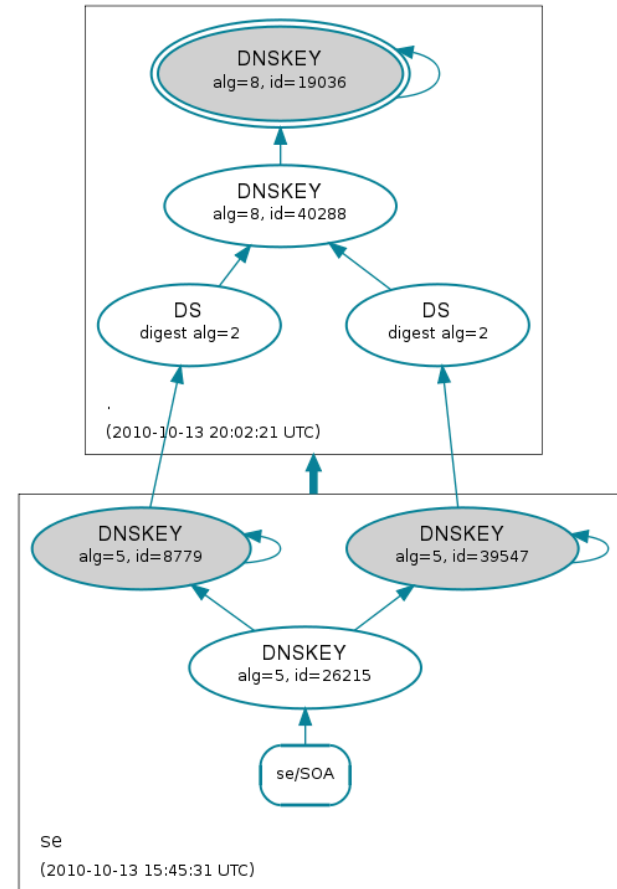 DNSKEY
alg=8, id=19036
DNSKEY
alg=8, id=40288
DS
digest alg=2
DS
digest alg=2
.
(2010-10-13 20:02:21 UTC)
DNSKEY
alg=5, id=8779
DNSKEY
alg=5, id=39547
DNSKEY
alg=5, id=26215
se/SOA
se
(2010-10-13 15:45:31 UTC)